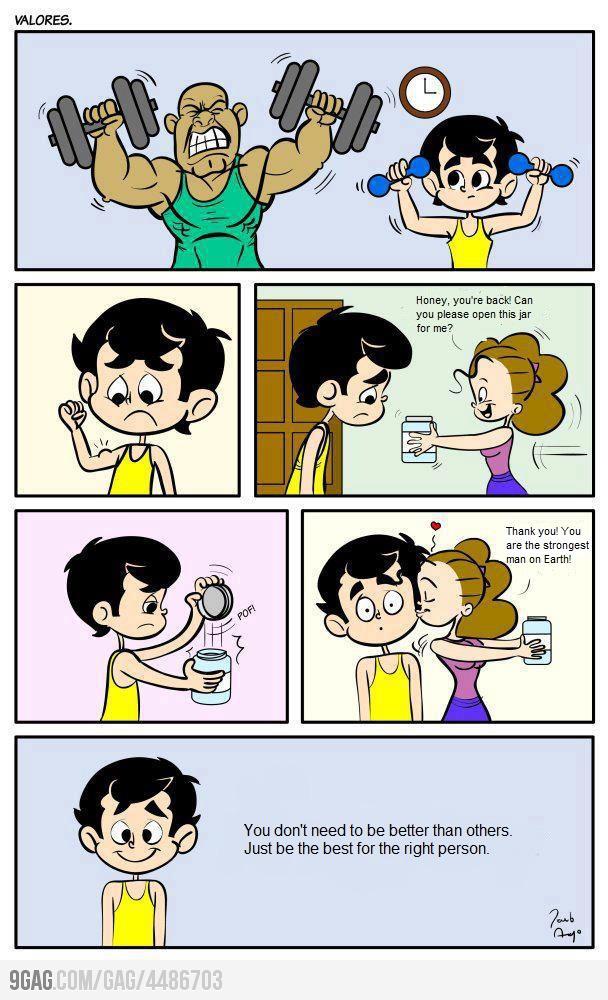 VALORES.
Honey, you're back! Can
you please open this jar
for me?
POF!
Thank you! You
are the strongest
man on Earth!
You don't need to be better than others.
Just be the best for the right person.
9GAG.COM/GAG/4486703